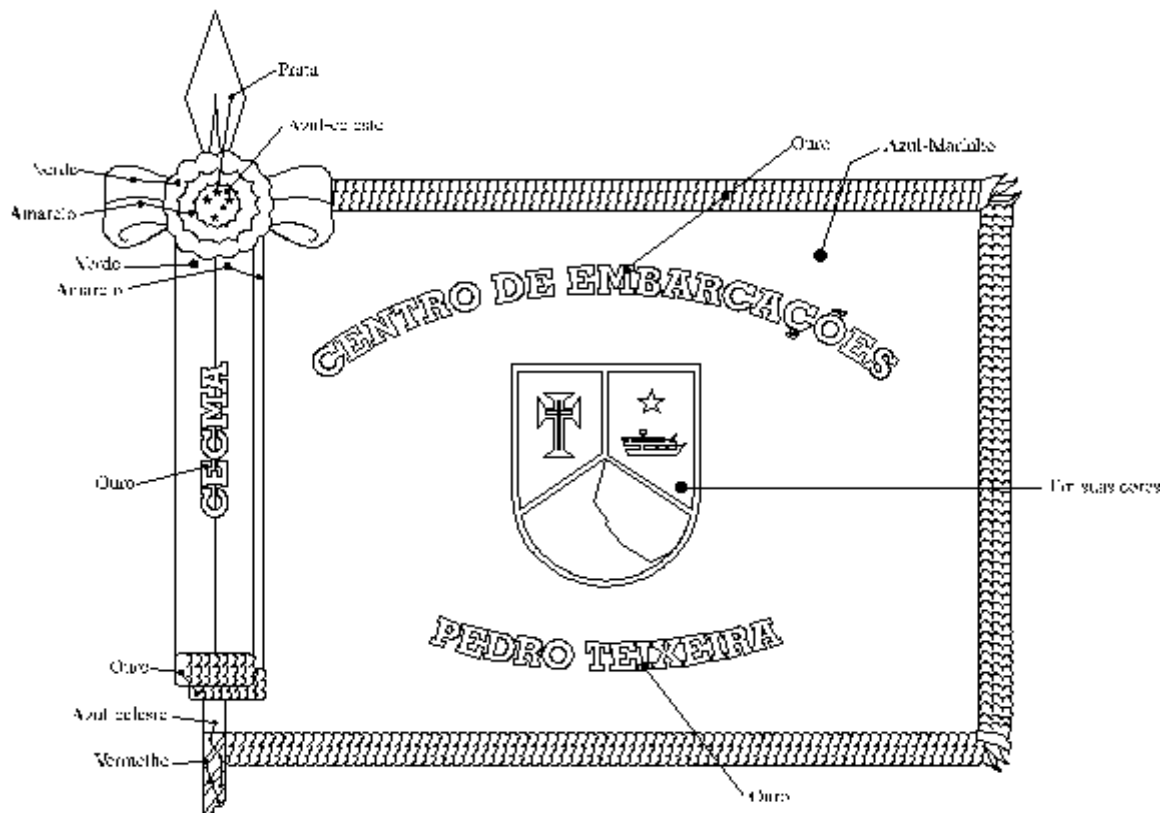 Prata
Azul-celeste
Ouro
Azul-Marinho
Verde
Amarelo
Verde
Amarelo
CENTRO DE EMBARCAÇÕES
CECMA
Ouro
Em suas cores
PEDRO TEIXEIRA
Ouro
Azul celeste
Vermelho
Ouro